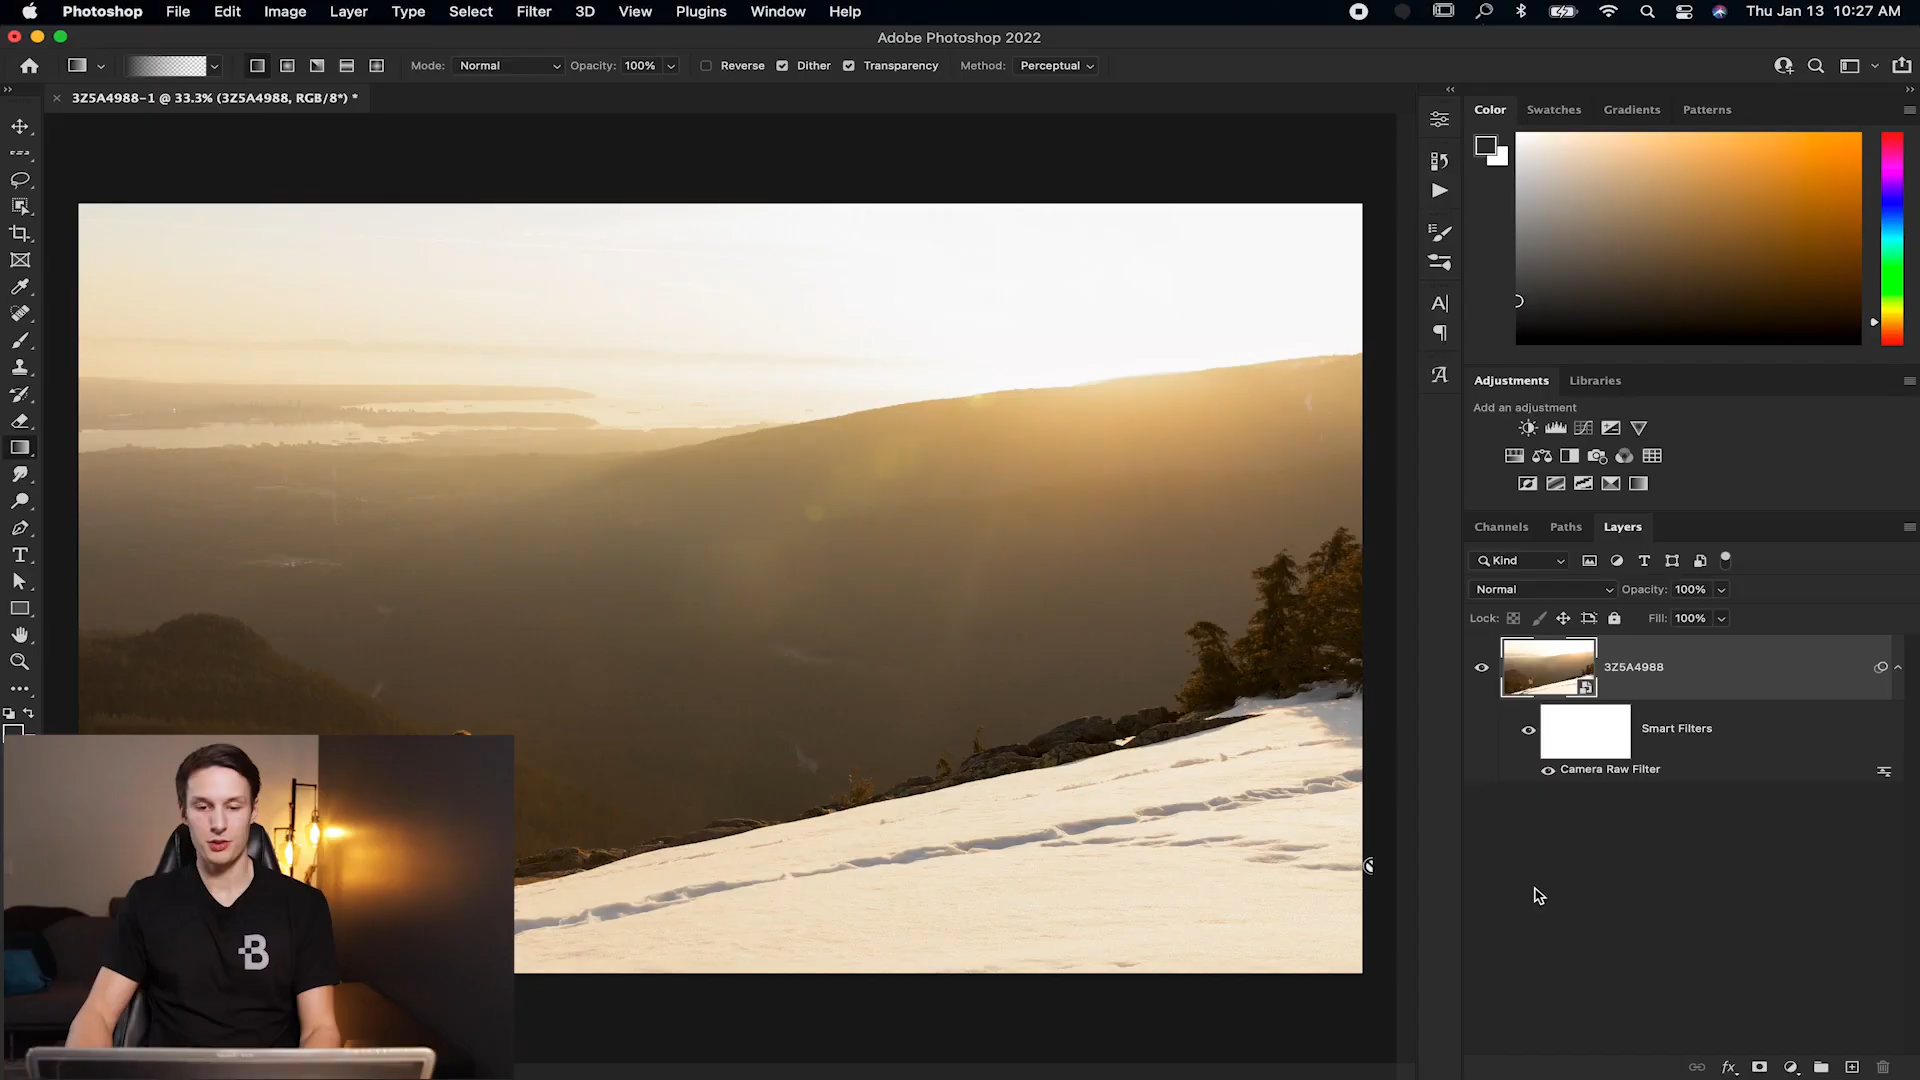 Photoshop File Edit Image Layer Type Select Filter 3D View Plugins Window Help Thu Jan 13 10:27 AM
Adobe Photoshop 2022
Mode: Normal Opacity: 100% Reverse Dither Transparency Method: Perceptual
3Z5A4988-1 @ 33.3% (3Z5A4988, RGB/8*) *
Color Swatches Gradients Patterns
Adjustments Libraries
Add an adjustment
Channels Paths Layers
Kind
Normal Opacity: 100%
Lock: Fill: 100%
3Z5A4988
Smart Filters
Camera Raw Filter
B